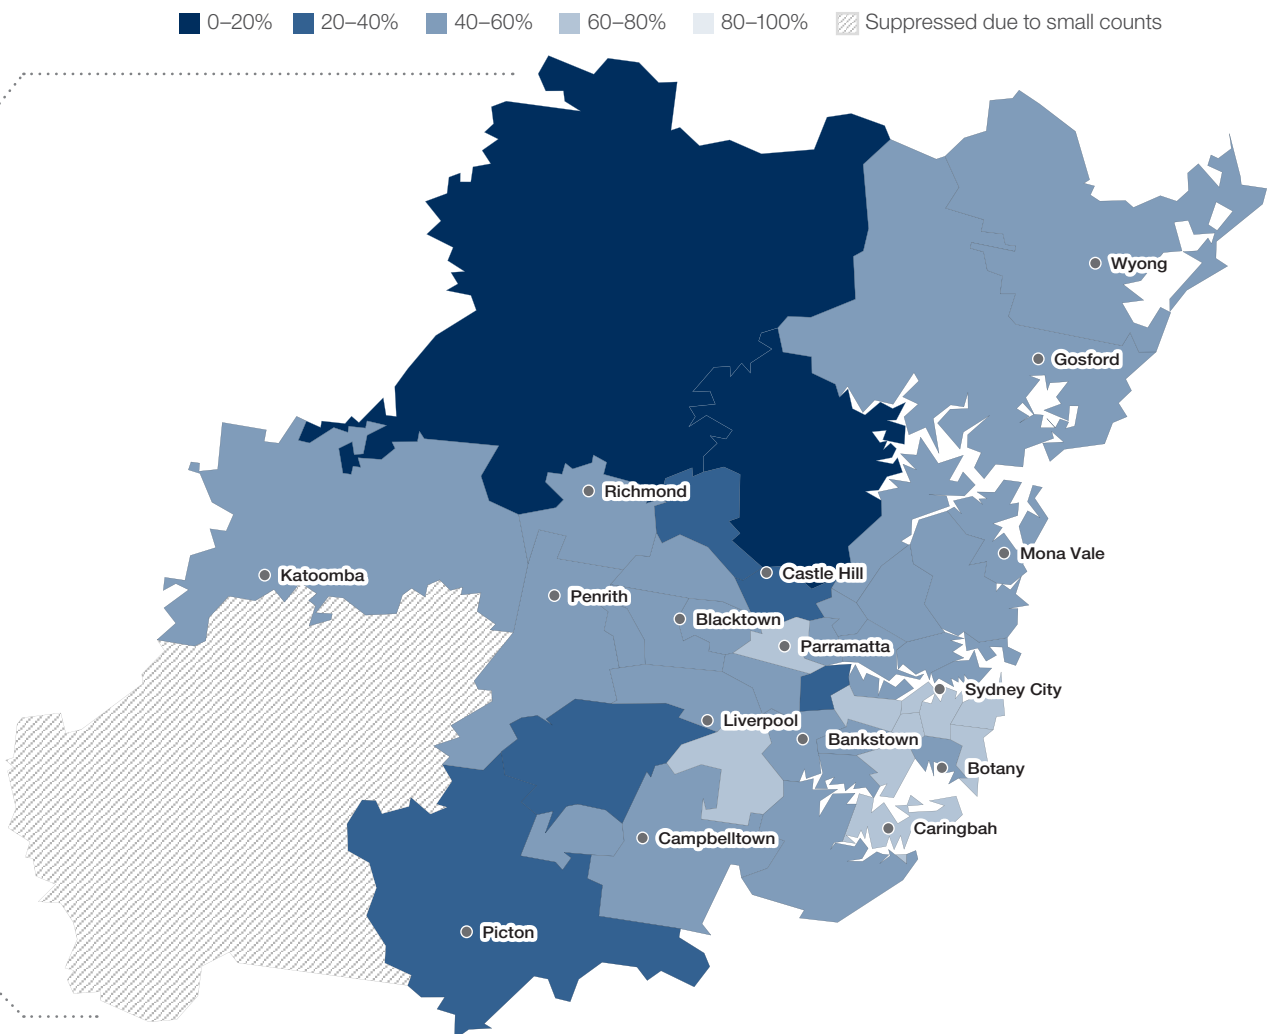 0–20% 20–40% 40–60% 60–80% 80–100% Suppressed due to small counts
Wyong
Gosford
Richmond
Mona Vale
Castle Hill
Katoomba
Penrith
Blacktown
Parramatta
Sydney City
Liverpool
Bankstown
Botany
Caringbah
Campbelltown
Picton